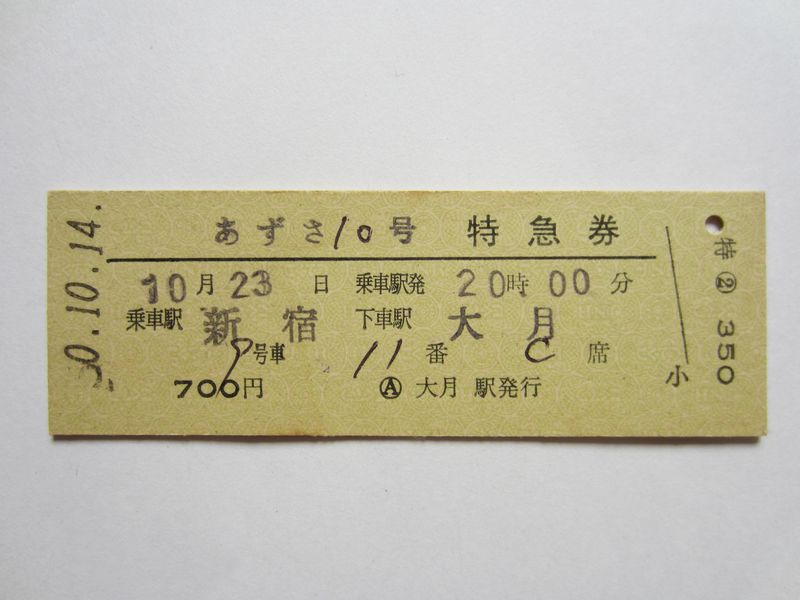 あずさ10号 特急券
10月23日 乗車駅発 20時00分
乗車駅 新宿 下車駅 大月
9号車 11番 C席
700円 Ⓐ 大月 駅発行
50.10.14.
小
特 ② 350